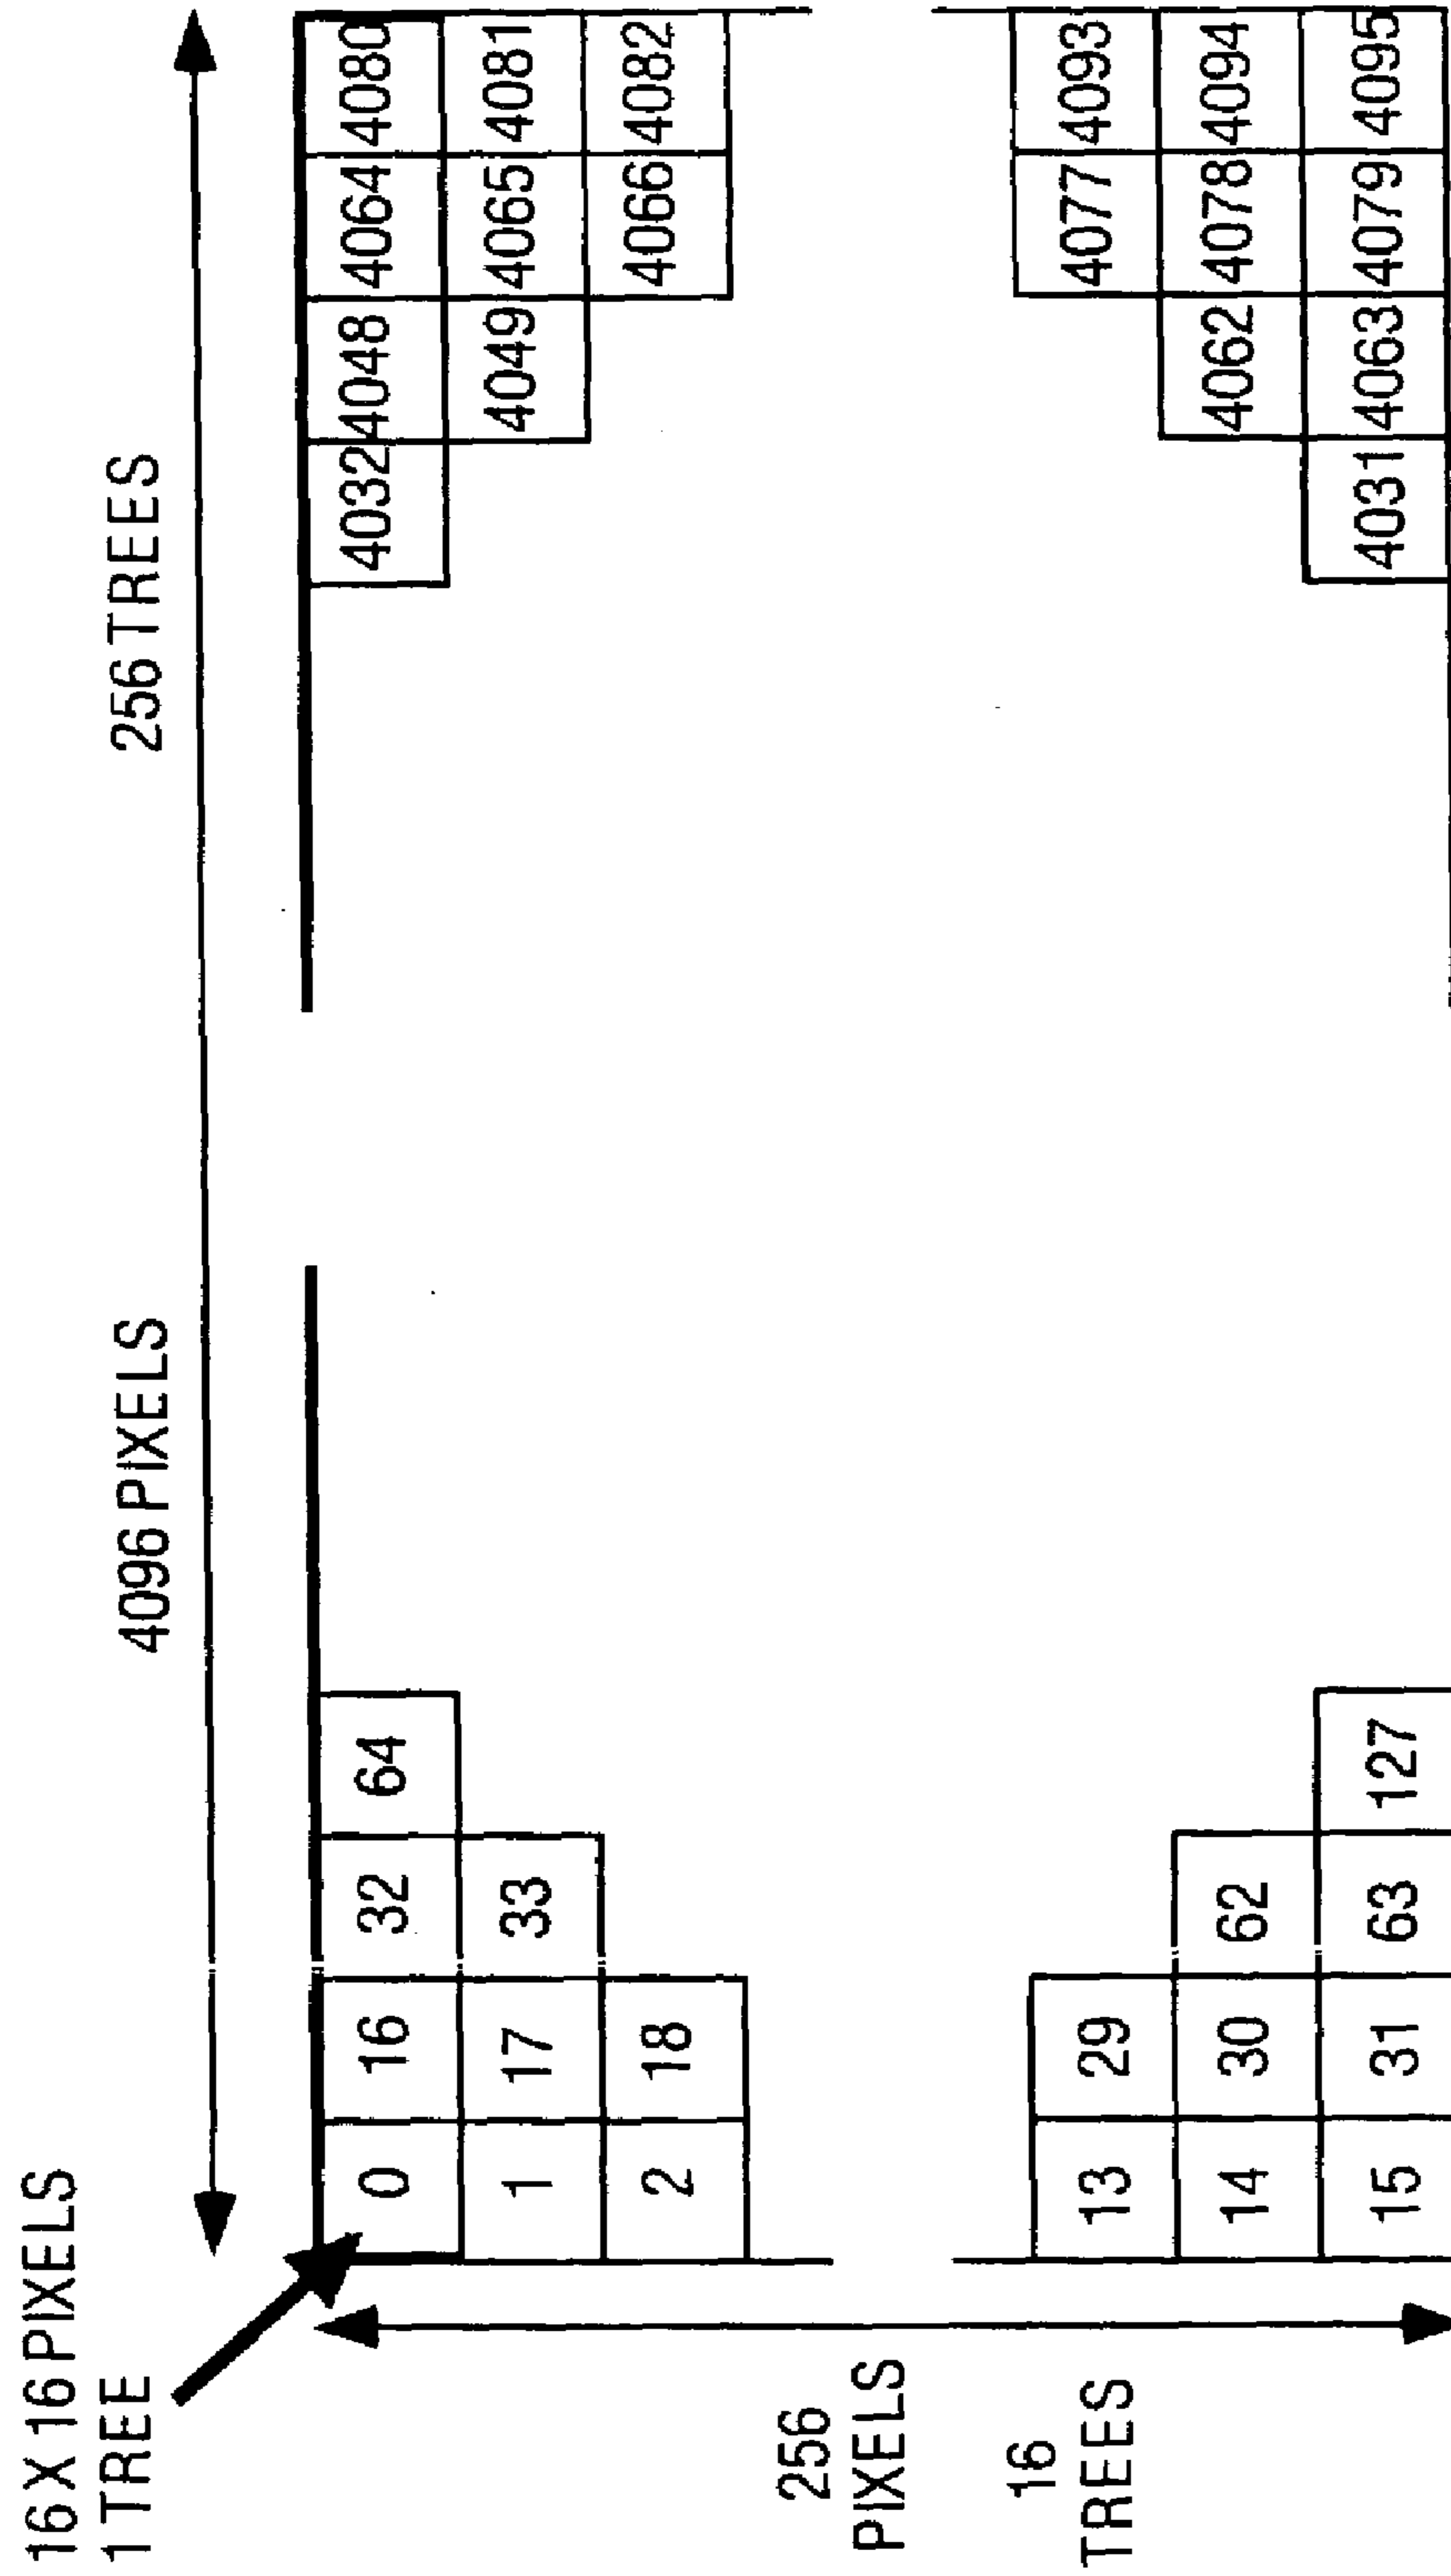 16 X 16 PIXELS
1 TREE
4096 PIXELS
256 TREES
256
PIXELS
16
TREES
0 16 32 64
1 17 33
2 18
13 29
14 30 62
15 31 63 127
4032 4048 4064 4080
4049 4065 4081
4066 4082
4077 4093
4062 4078 4094
4031 4063 4079 4095